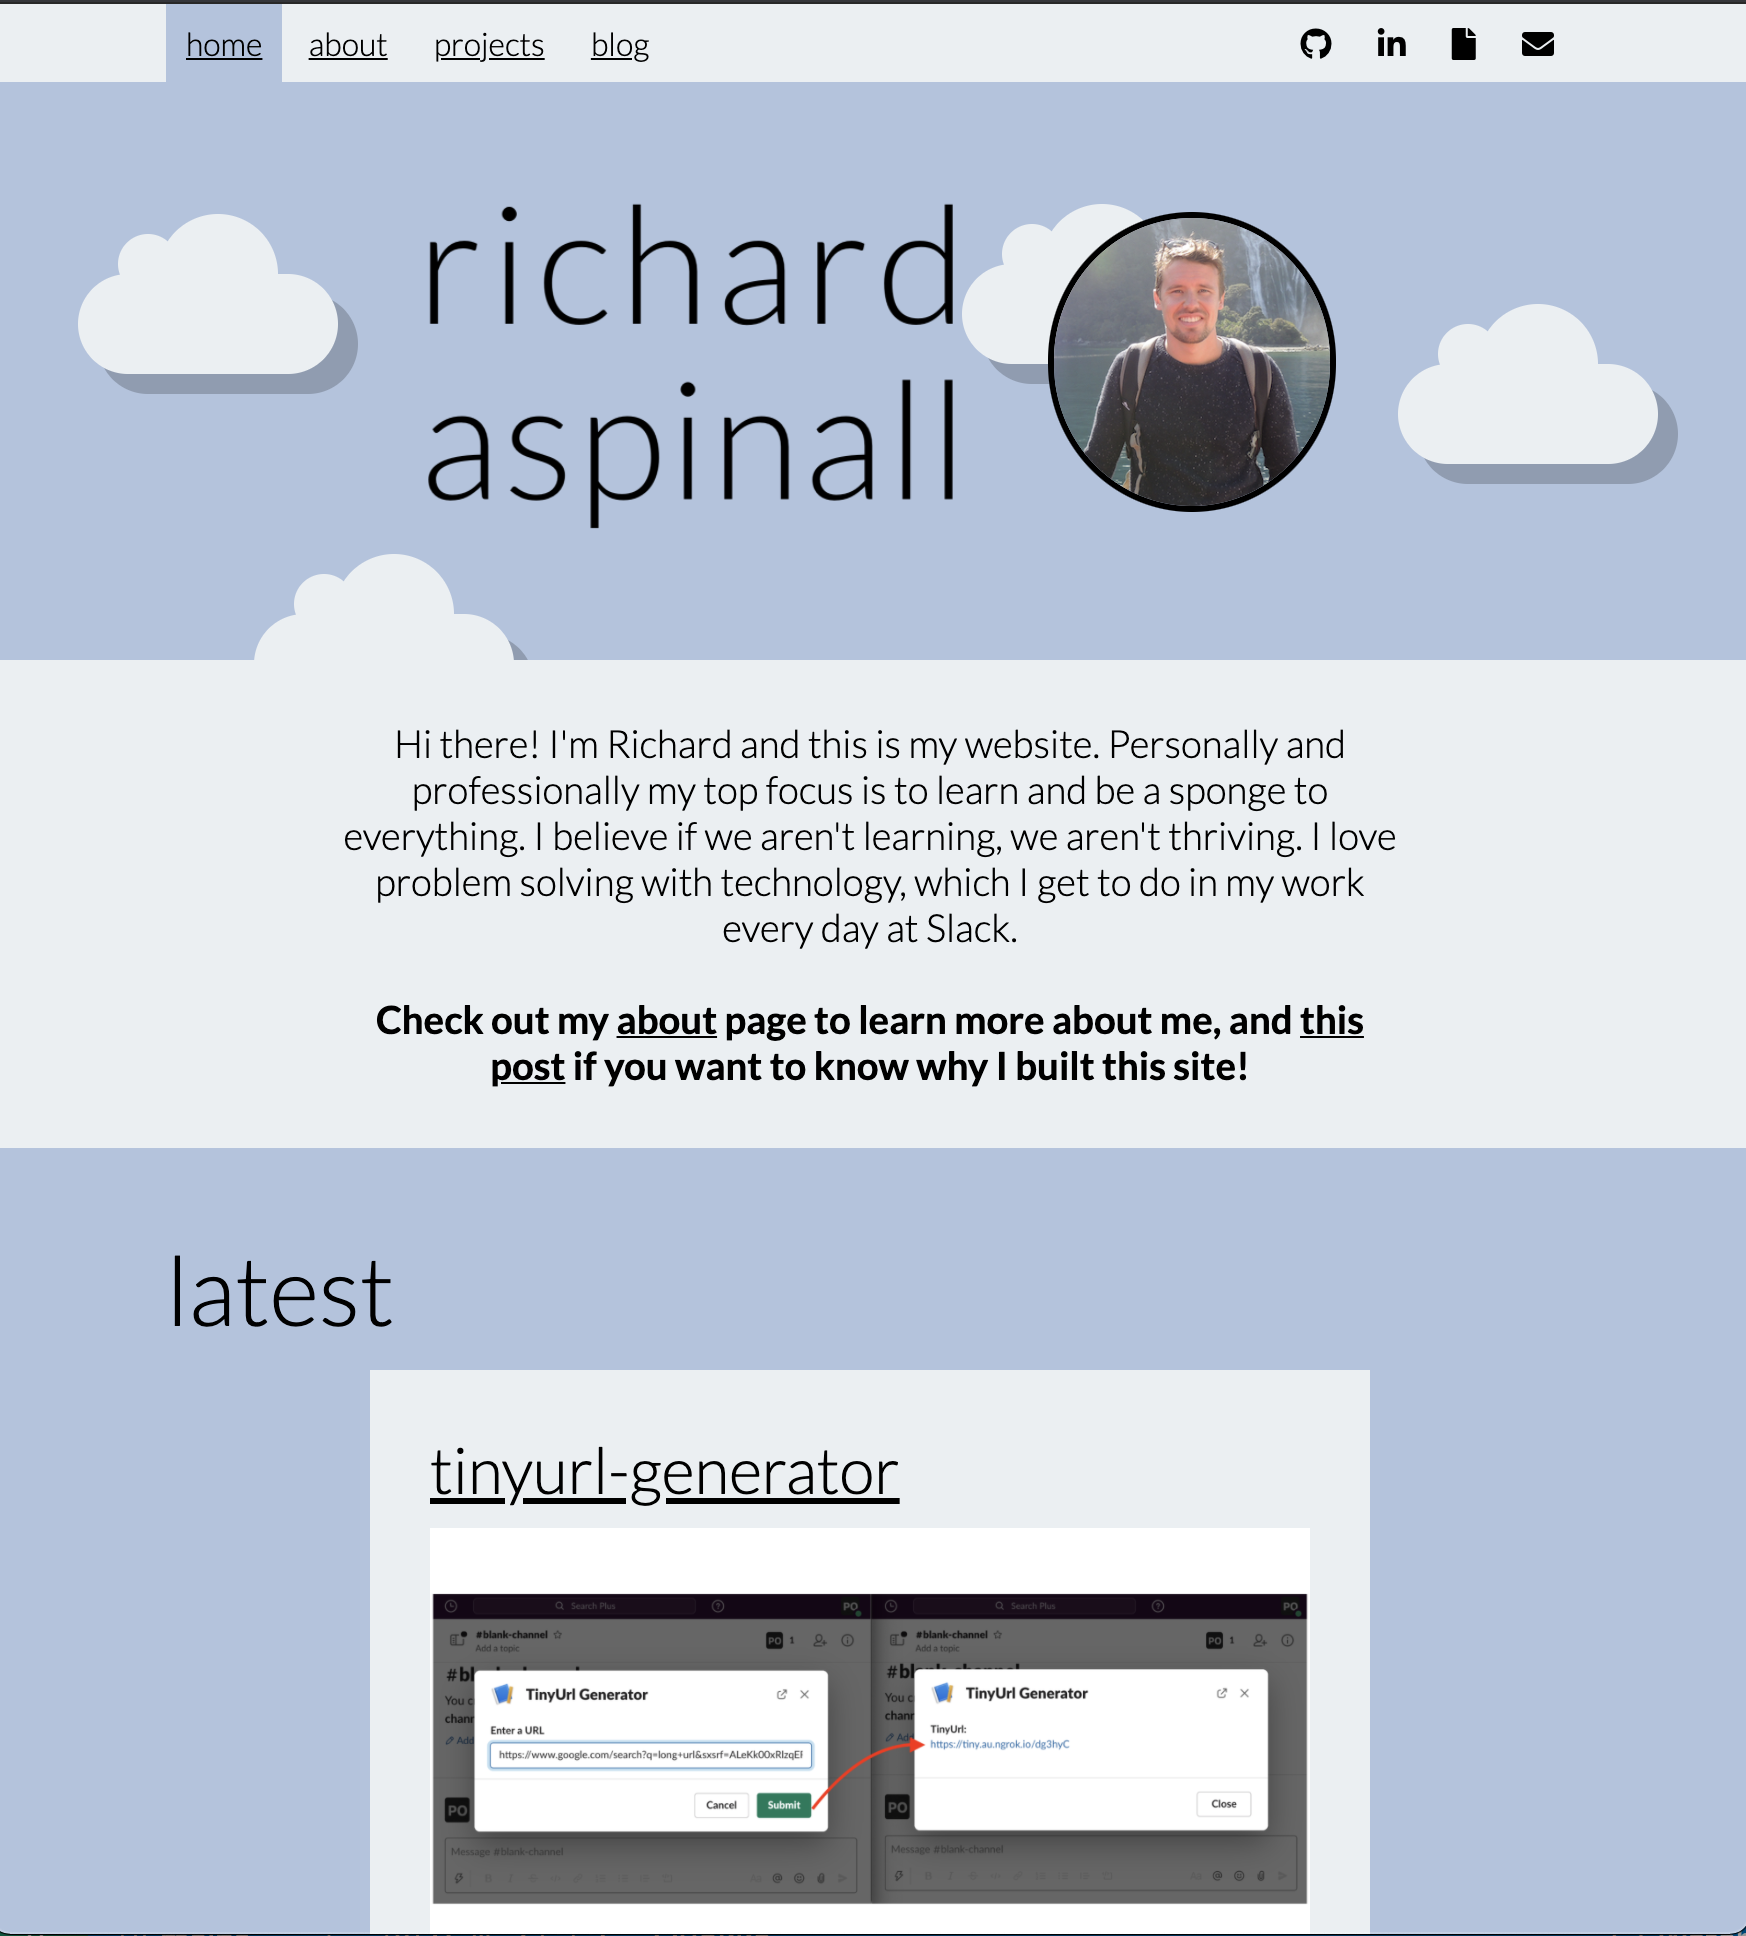 home about projects blog
richard
aspinall
Hi there! I'm Richard and this is my website. Personally and
professionally my top focus is to learn and be a sponge to
everything. I believe if we aren't learning, we aren't thriving. I love
problem solving with technology, which I get to do in my work
every day at Slack.
Check out my about page to learn more about me, and this
post if you want to know why I built this site!
latest
tinyurl-generator
Search Plus
PO
#blank-channel
PO 1
Add a topic
#bl
You c
chann
Add
TinyUrl Generator
Enter a URL
https://www.google.com/search?q=long+url&sxsrf=ALeKk00xRlzqEF
Cancel Submit
PO
Message #blank-channel
Search Plus
PO
#blank-channel
PO 1
Add a topic
You c
chann
Add
TinyUrl Generator
TinyUrl:
https://tiny.au.ngrok.io/dg3hyC
Close
PO
Message #blank-channel